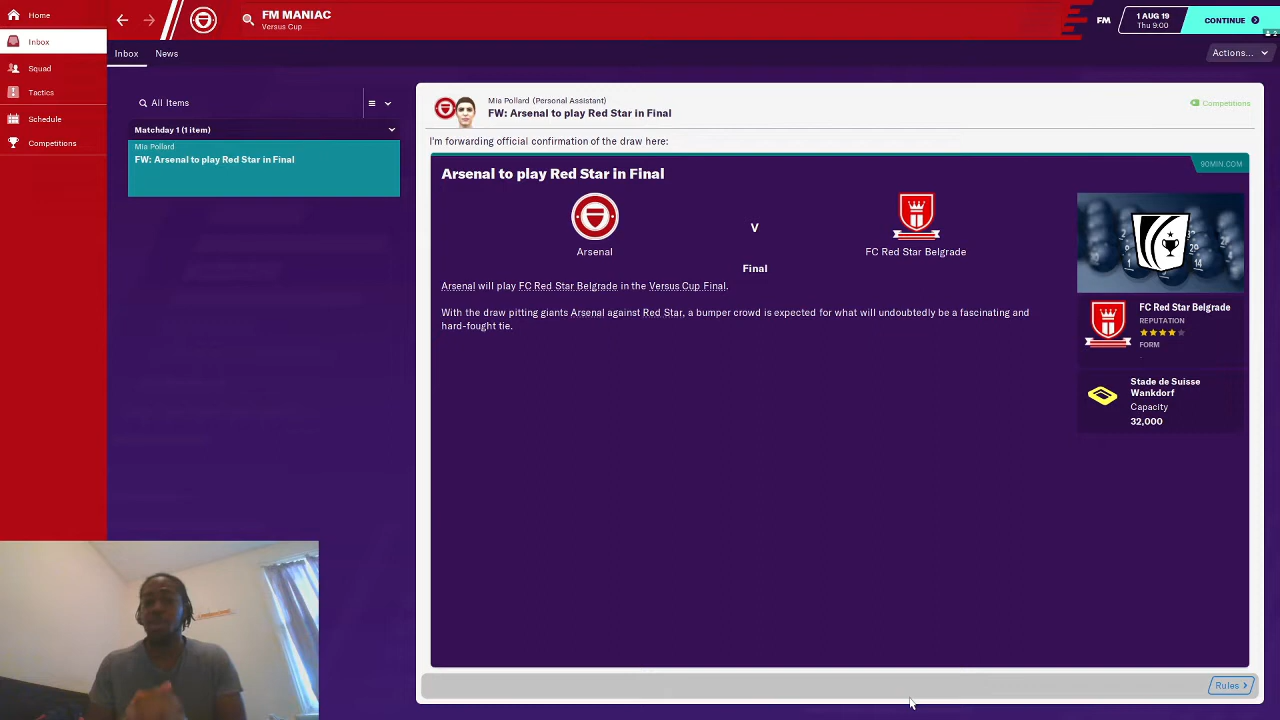 Home
Inbox
Squad
Tactics
Schedule
Competitions
FM MANIAC
Versus Cup
FM
1 AUG 19
Thu 9:00
CONTINUE
2
Inbox
News
Actions...
All Items
Matchday 1 (1 item)
Mia Pollard
FW: Arsenal to play Red Star in Final
Mia Pollard (Personal Assistant)
FW: Arsenal to play Red Star in Final
Competitions
I'm forwarding official confirmation of the draw here:
90MIN.COM
Arsenal to play Red Star in Final
V
Arsenal
FC Red Star Belgrade
Final
Arsenal will play FC Red Star Belgrade in the Versus Cup Final.
With the draw pitting giants Arsenal against Red Star, a bumper crowd is expected for what will undoubtedly be a fascinating and
hard-fought tie.
FC Red Star Belgrade
REPUTATION
FORM
-
Stade de Suisse
Wankdorf
Capacity
32,000
Rules